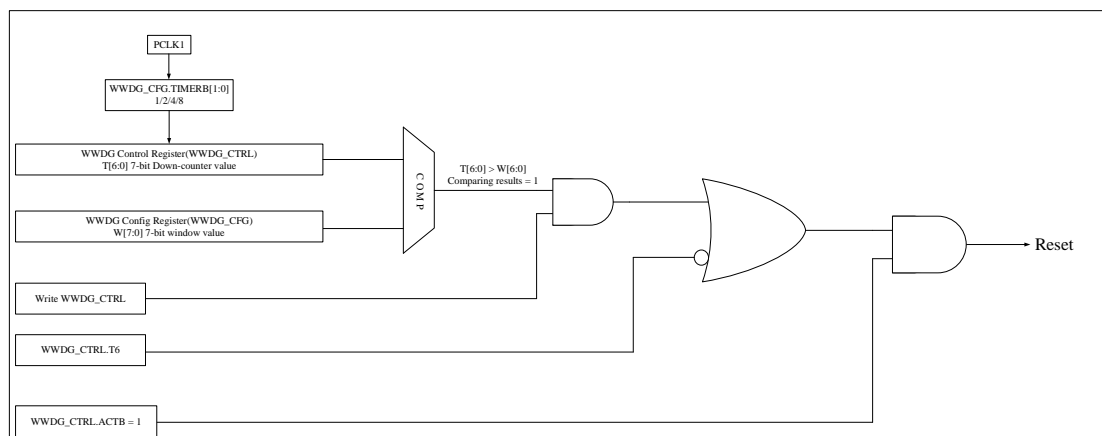 PCLK1
WWDG_CFG.TIMERB[1:0]
1/2/4/8
WWDG Control Register(WWDG_CTRL)
T[6:0] 7-bit Down-counter value
COMP
T[6:0] > W[6:0]
Comparing results = 1
WWDG Config Register(WWDG_CFG)
W[7:0] 7-bit window value
Reset
Write WWDG_CTRL
WWDG_CTRL.T6
WWDG_CTRL.ACTB = 1